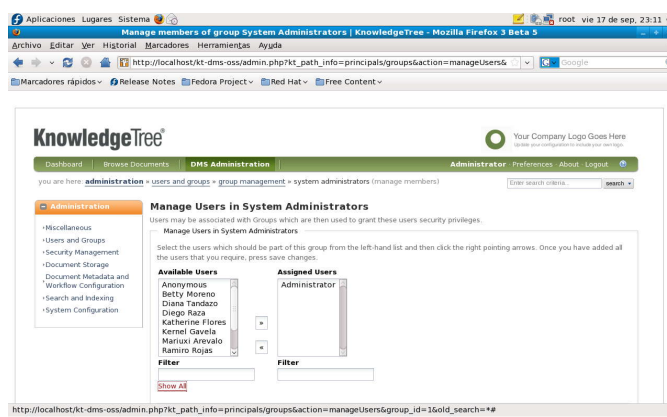 Aplicaciones Lugares Sistema root vie 17 de sep, 23:11
Manage members of group System Administrators | KnowledgeTree - Mozilla Firefox 3 Beta 5
Archivo Editar Ver Historial Marcadores Herramientas Ayuda
http://localhost/kt-dms-oss/admin.php?kt_path_info=principals/groups&action=manageUsers& Google
Marcadores rápidos Release Notes Fedora Project Red Hat Free Content
KnowledgeTree® Your Company Logo Goes Here
Update your configuration to include your own logo.
Dashboard Browse Documents DMS Administration Administrator · Preferences · About · Logout
you are here: administration » users and groups » group management » system administrators (manage members) Enter search criteria... search
Administration
Miscellaneous
Users and Groups
Security Management
Document Storage
Document Metadata and
Workflow Configuration
Search and Indexing
System Configuration
Manage Users in System Administrators
Users may be associated with Groups which are then used to grant these users security privileges.
Manage Users in System Administrators
Select the users which should be part of this group from the left-hand list and then click the right pointing arrows. Once you have added all
the users that you require, press save changes.
Available Users Assigned Users
Anonymous Administrator
Betty Moreno
Diana Tandazo
Diego Raza
Katherine Flores
Kernel Gavela »
Mariuxi Arevalo
Ramiro Rojas «
Filter Filter
Show All
http://localhost/kt-dms-oss/admin.php?kt_path_info=principals/groups&action=manageUsers&group_id=1&old_search=*#